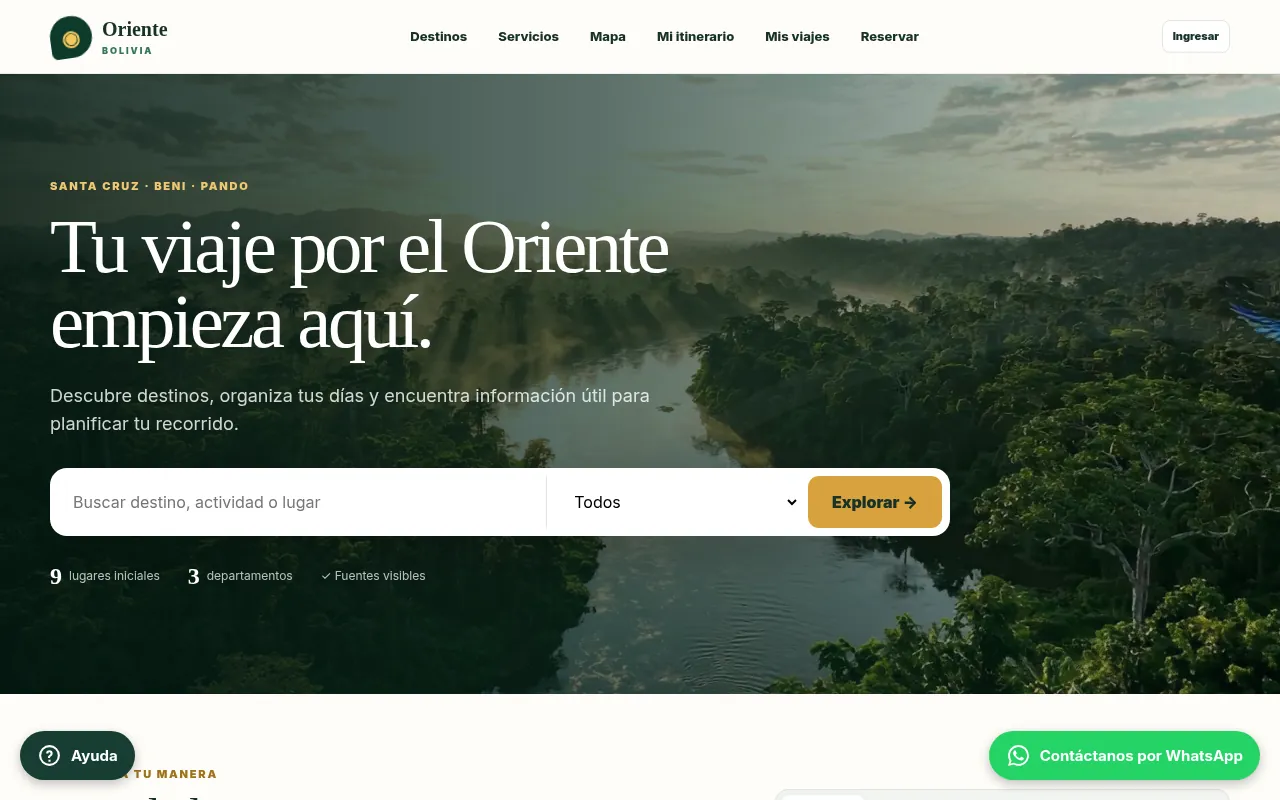 Oriente
BOLIVIA
Destinos
Servicios
Mapa
Mi itinerario
Mis viajes
Reservar
Ingresar
SANTA CRUZ · BENI · PANDO
Tu viaje por el Oriente
empieza aquí.
Descubre destinos, organiza tus días y encuentra información útil para
planificar tu recorrido.
Buscar destino, actividad o lugar
Todos
Explorar →
9 lugares iniciales
3 departamentos
✓ Fuentes visibles
Ayuda
TU MANERA
Contáctanos por WhatsApp